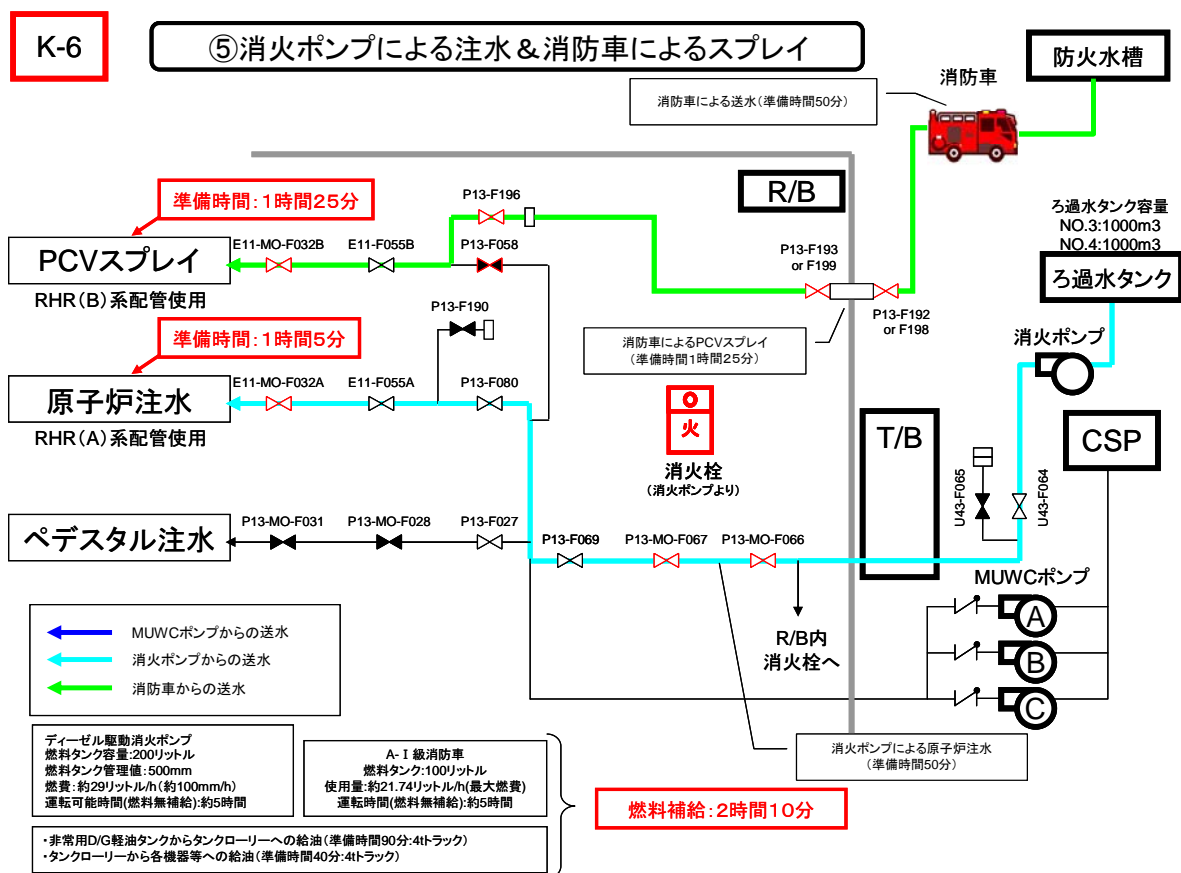 K-6
⑤消火ポンプによる注水＆消防車によるスプレイ
防火水槽
消防車
消防車による送水（準備時間50分）
R/B
準備時間：1時間25分
P13-F196
ろ過水タンク容量
NO.3:1000m3
NO.4:1000m3
E11-MO-F032B
E11-F055B
P13-F058
P13-F193
or F199
PCVスプレイ
ろ過水タンク
RHR（B）系配管使用
P13-F190
P13-F192
or F198
準備時間：1時間5分
消防車によるPCVスプレイ
（準備時間1時間25分）
消火ポンプ
E11-MO-F032A
E11-F055A
P13-F080
原子炉注水
火
T/B
CSP
RHR（A）系配管使用
消火栓
（消火ポンプより）
U43-F065
U43-F064
P13-MO-F031
P13-MO-F028
P13-F027
ペデスタル注水
P13-F069
P13-MO-F067
P13-MO-F066
MUWCポンプ
A
B
C
R/B内
消火栓へ
MUWCポンプからの送水
消火ポンプからの送水
消防車からの送水
ディーゼル駆動消火ポンプ
燃料タンク容量:200リットル
燃料タンク管理値:500mm
燃費:約29リットル/h（約100mm/h）
運転可能時間(燃料無補給):約5時間
A-Ⅰ級消防車
燃料タンク:100リットル
使用量:約21.74リットル/h(最大燃費)
運転時間(燃料無補給):約5時間
消火ポンプによる原子炉注水
（準備時間50分）
燃料補給：2時間10分
・非常用D/G軽油タンクからタンクローリーへの給油（準備時間90分:4tトラック）
・タンクローリーから各機器等への給油（準備時間40分:4tトラック）